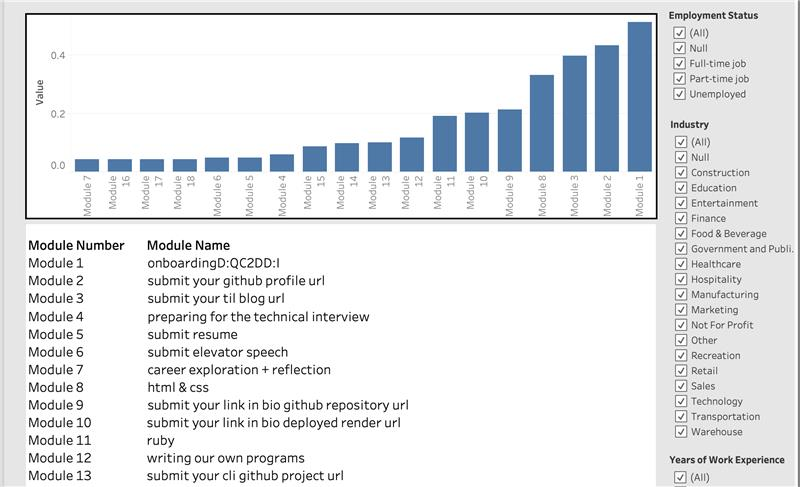 Value
0.4
0.2
0.0
Module 7
Module 16
Module 17
Module 18
Module 6
Module 5
Module 4
Module 15
Module 14
Module 13
Module 12
Module 11
Module 10
Module 9
Module 8
Module 3
Module 2
Module 1
Module Number Module Name
Module 1 onboardingD:QC2DD:I
Module 2 submit your github profile url
Module 3 submit your til blog url
Module 4 preparing for the technical interview
Module 5 submit resume
Module 6 submit elevator speech
Module 7 career exploration + reflection
Module 8 html & css
Module 9 submit your link in bio github repository url
Module 10 submit your link in bio deployed render url
Module 11 ruby
Module 12 writing our own programs
Module 13 submit your cli github project url
Employment Status
(All)
Null
Full-time job
Part-time job
Unemployed
Industry
(All)
Null
Construction
Education
Entertainment
Finance
Food & Beverage
Government and Publi..
Healthcare
Hospitality
Manufacturing
Marketing
Not For Profit
Other
Recreation
Retail
Sales
Technology
Transportation
Warehouse
Years of Work Experience
(All)